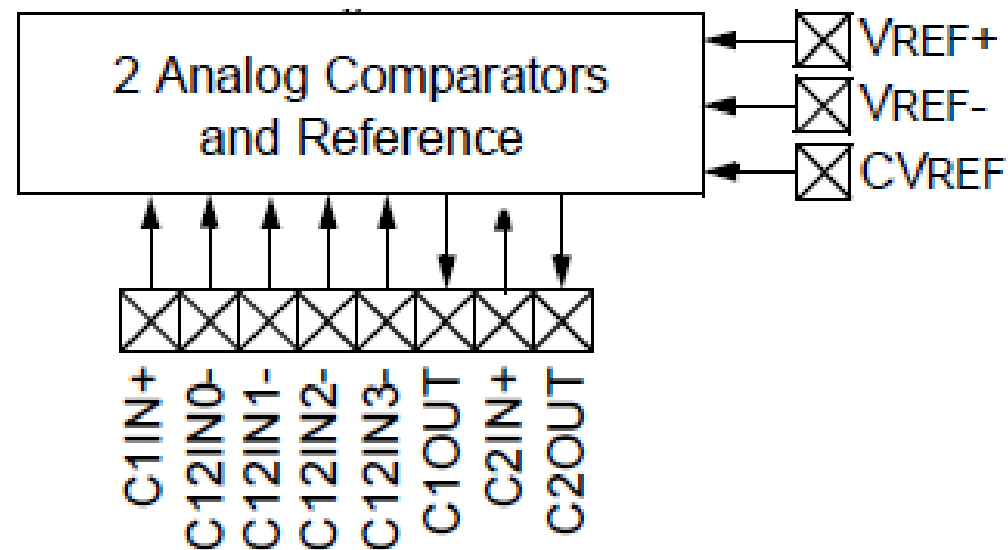 2 Analog Comparators
and Reference
VREF+
VREF-
CVREF
C1IN+
C12IN0-
C12IN1-
C12IN2-
C12IN3-
C1OUT
C2IN+
C2OUT